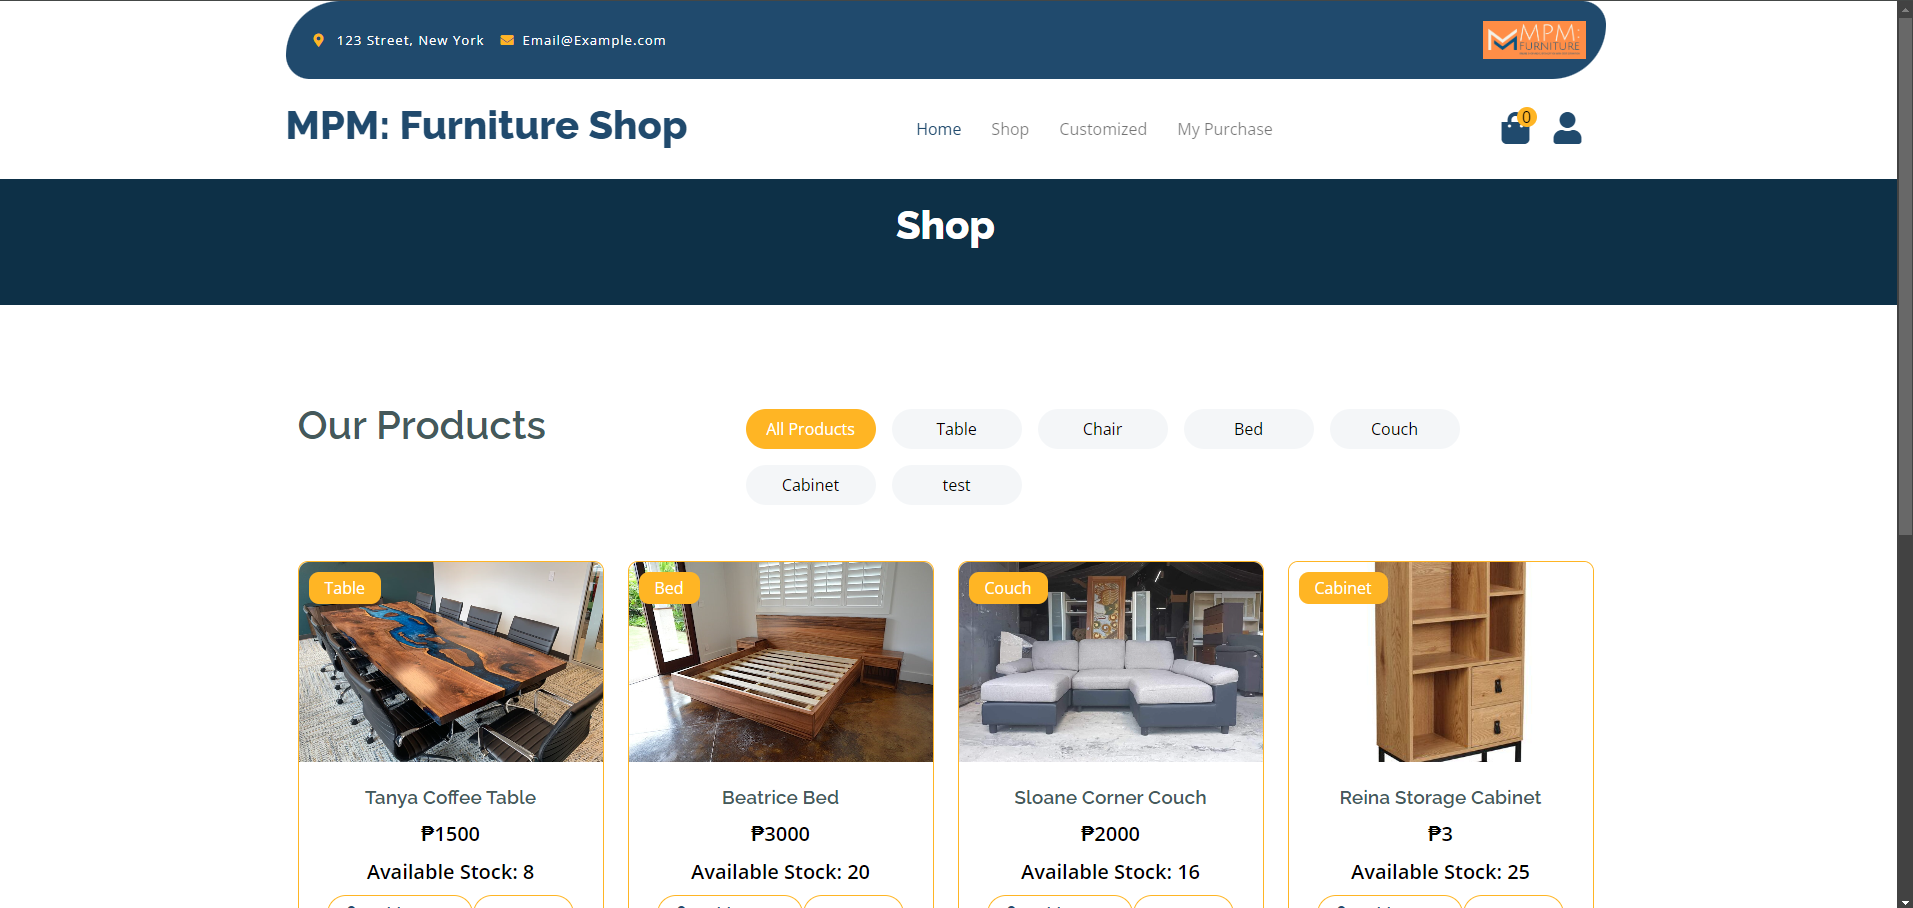 123 Street, New York
Email@Example.com
MPM:
FURNITURE
MPM: Furniture Shop
Home
Shop
Customized
My Purchase
0
Shop
Our Products
All Products
Table
Chair
Bed
Couch
Cabinet
test
Table
Bed
Couch
Cabinet
Tanya Coffee Table
₱1500
Available Stock: 8
Beatrice Bed
₱3000
Available Stock: 20
Sloane Corner Couch
₱2000
Available Stock: 16
Reina Storage Cabinet
₱3
Available Stock: 25